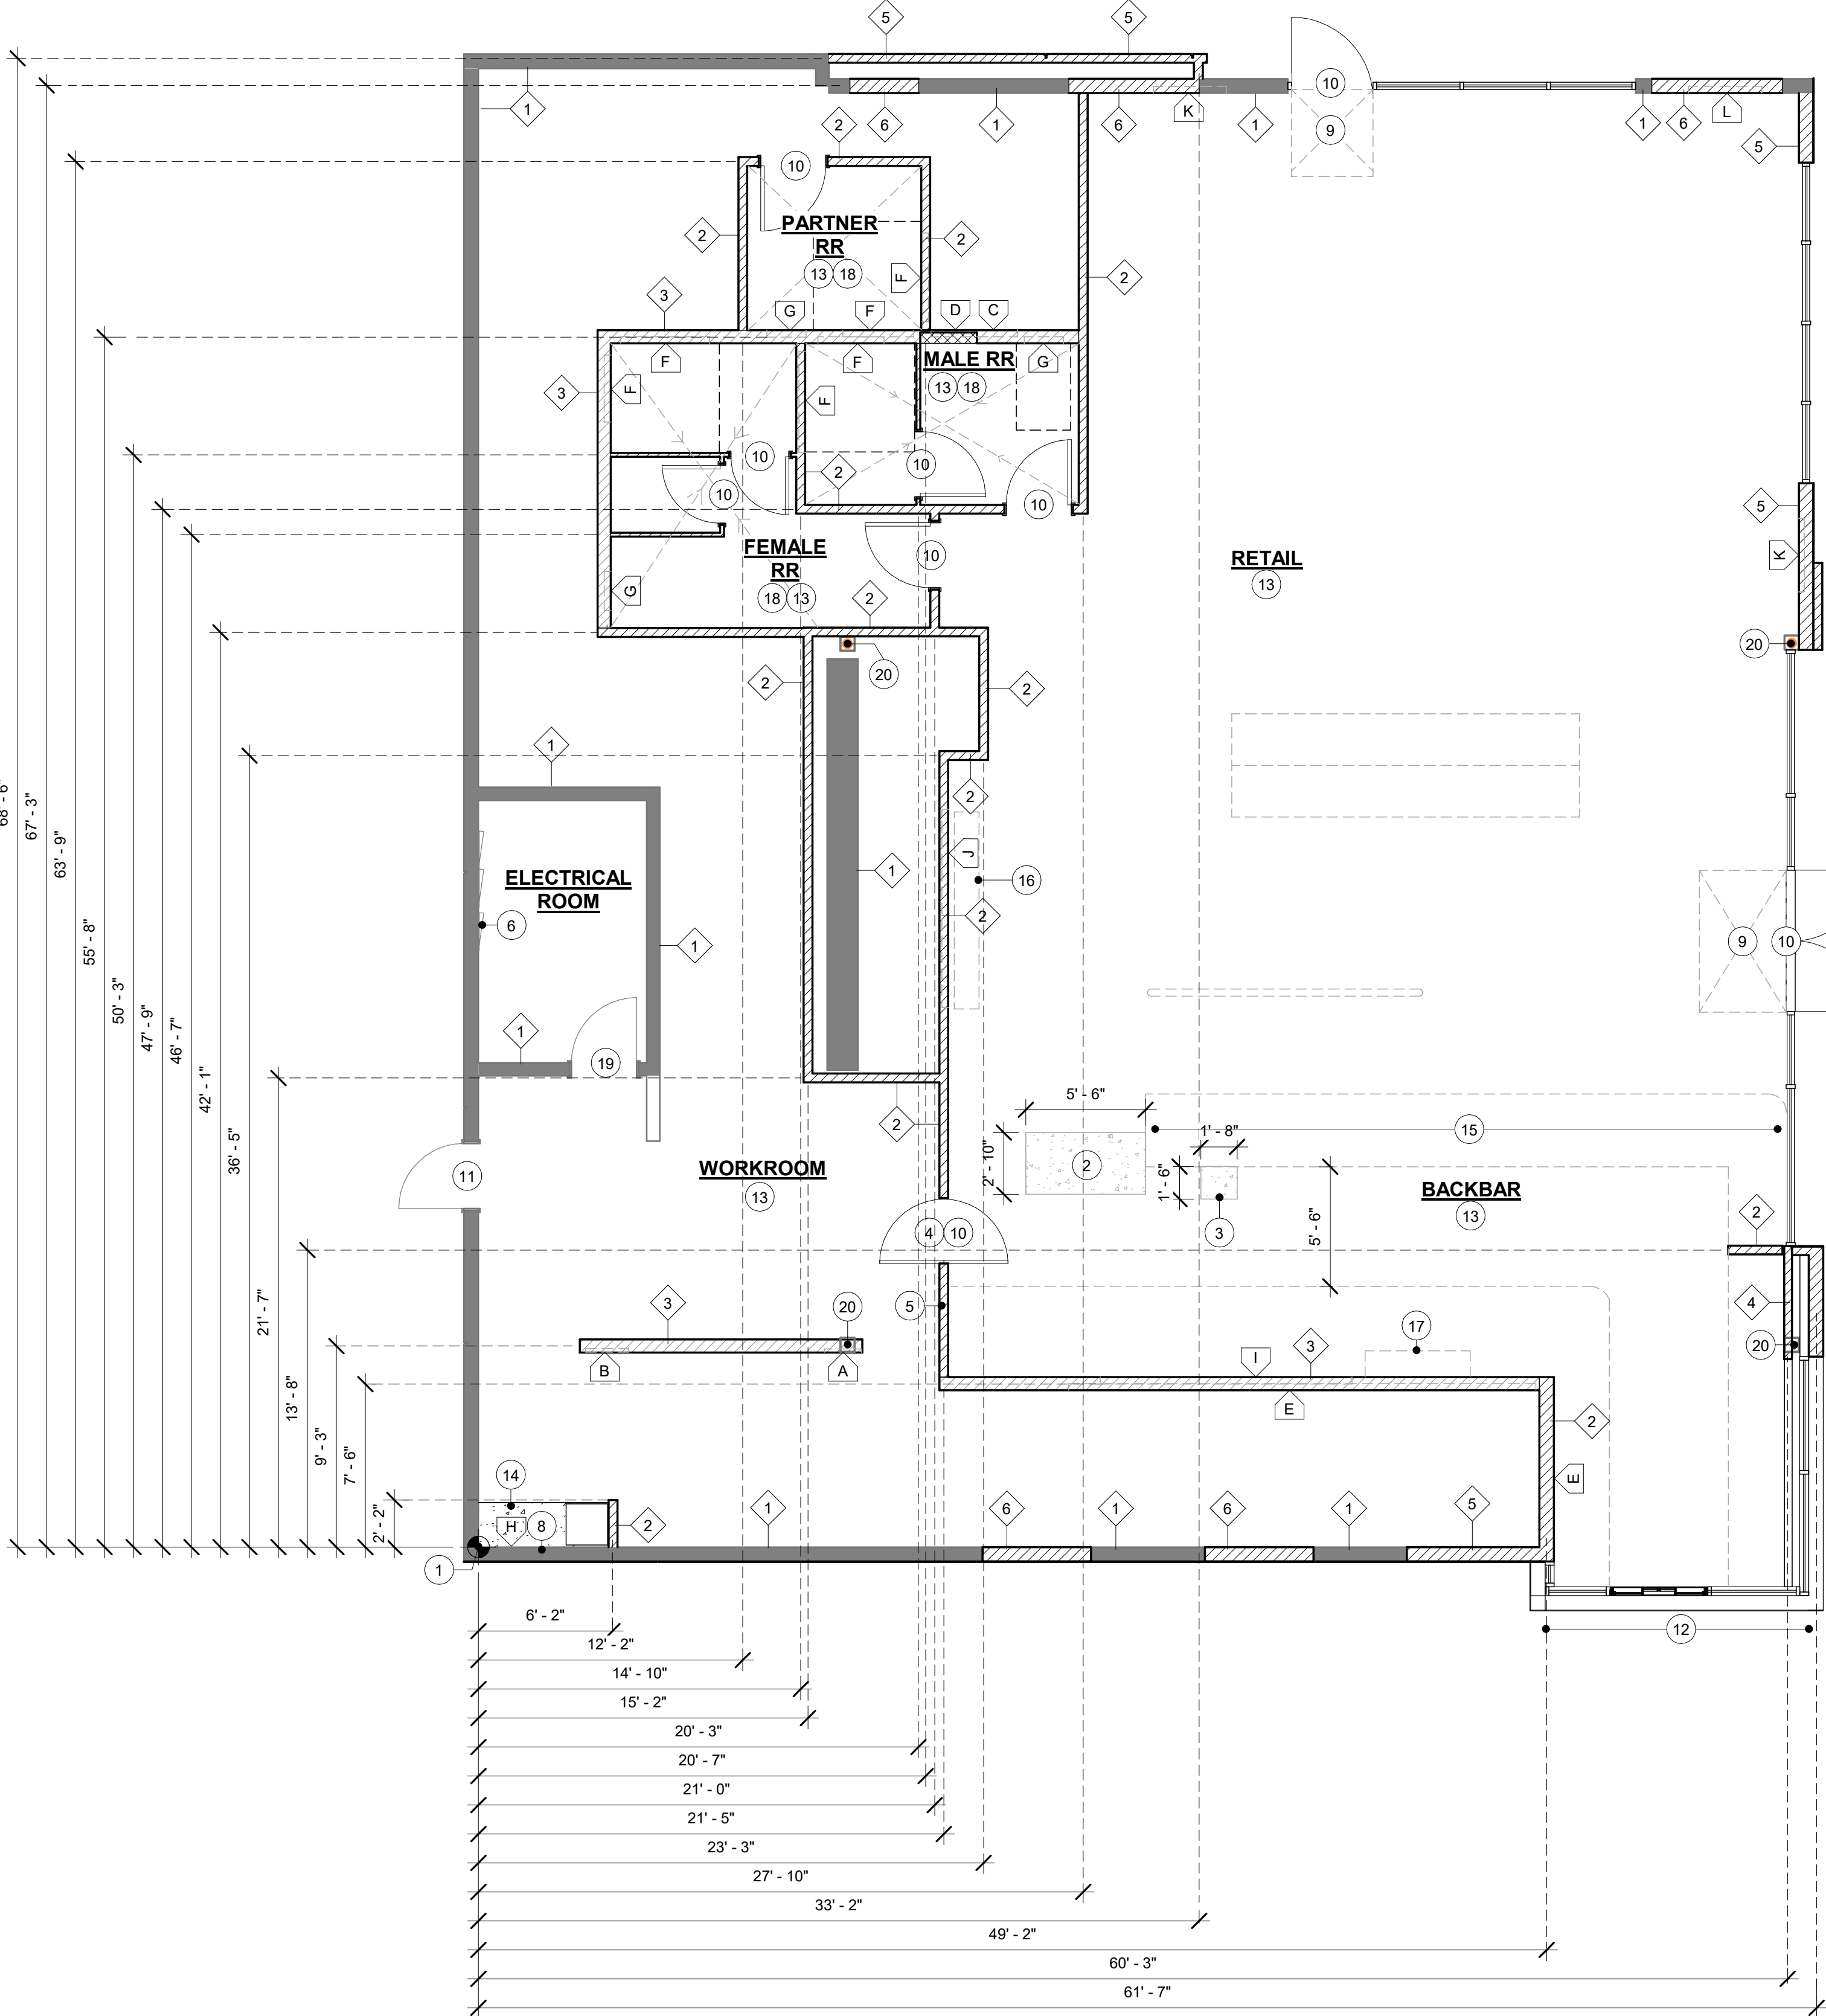 5
5
10
1
2
6
1
6
K
1
9
1
6
L
5
10
2
PARTNER
RR
2
2
13
18
F
3
G
F
D
C
F
F
MALE RR
G
13
18
3
F
F
10
2
10
10
5
10
K
FEMALE
RR
10
RETAIL
13
G
18
13
2
20
20
2
2
1
2
J
1
16
ELECTRICAL
ROOM
6
2
1
9
10
1
19
5' - 6"
2
1' - 8"
15
2' - 10"
2
1' - 6"
11
WORKROOM
13
BACKBAR
13
3
4
10
5' - 6"
2
3
20
5
17
4
20
B
A
I
3
E
2
E
14
H
8
2
1
6
1
6
1
5
1
12
68' - 6"
67' - 3"
63' - 9"
55' - 8"
50' - 3"
47' - 9"
46' - 7"
42' - 1"
36' - 5"
21' - 7"
13' - 8"
9' - 3"
7' - 6"
2' - 2"
6' - 2"
12' - 2"
14' - 10"
15' - 2"
20' - 3"
20' - 7"
21' - 0"
21' - 5"
23' - 3"
27' - 10"
33' - 2"
49' - 2"
60' - 3"
61' - 7"